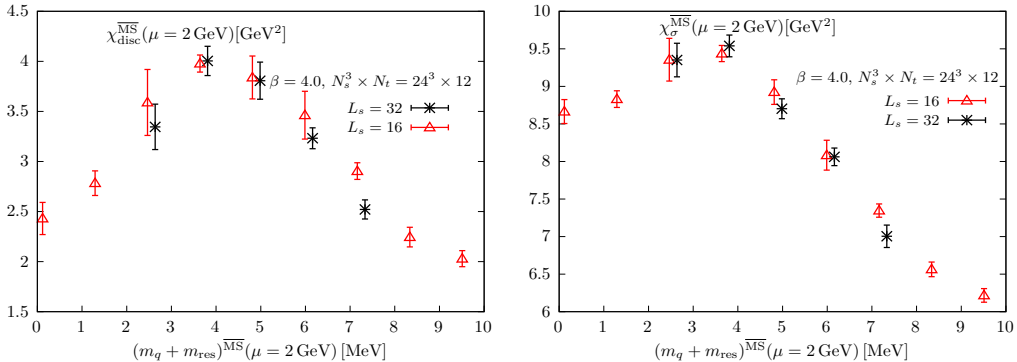 χ_disc^MS̅(μ = 2 GeV)[GeV²]
β = 4.0, N_s³ × N_t = 24³ × 12
L_s = 32
L_s = 16
4.5
4
3.5
3
2.5
2
1.5
0 1 2 3 4 5 6 7 8 9 10
(m_q + m_res)^MS̅(μ = 2 GeV) [MeV]
χ_σ^MS̅(μ = 2 GeV)[GeV²]
β = 4.0, N_s³ × N_t = 24³ × 12
L_s = 16
L_s = 32
10
9.5
9
8.5
8
7.5
7
6.5
6
0 1 2 3 4 5 6 7 8 9 10
(m_q + m_res)^MS̅(μ = 2 GeV) [MeV]